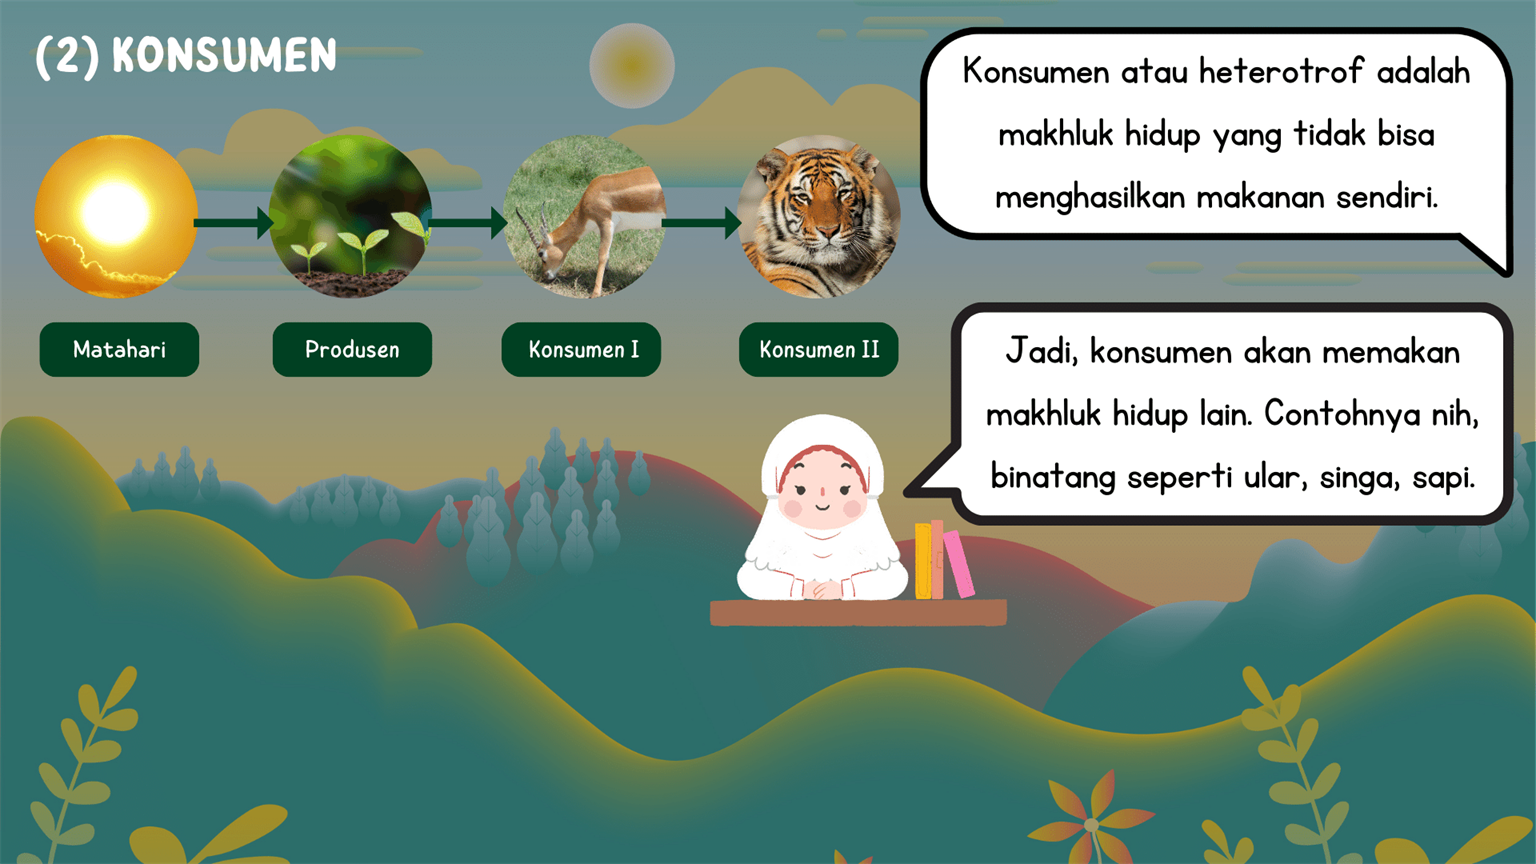 (2) KONSUMEN
Matahari
Produsen
Konsumen I
Konsumen II
Konsumen atau heterotrof adalah
makhluk hidup yang tidak bisa
menghasilkan makanan sendiri.
Jadi, konsumen akan memakan
makhluk hidup lain. Contohnya nih,
binatang seperti ular, singa, sapi.